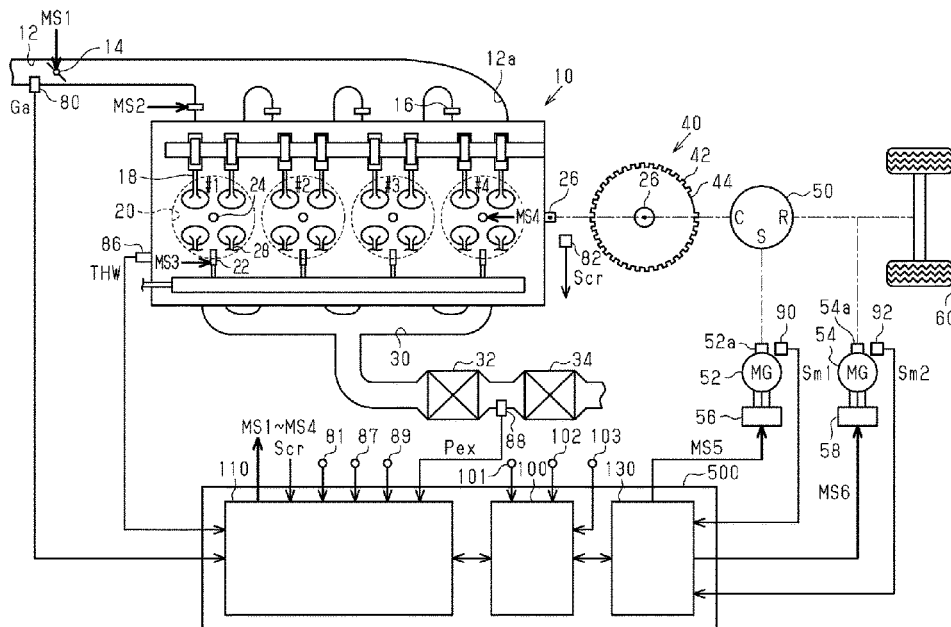 MS1
12
14
12a
10
Ga
80
MS2
16
40
42
44
18
#1
24
#2
#3
#4
26
26
50
20
MS4
C
R
S
86
THW
MS3
28
22
82
Scr
60
30
32
34
52a
90
54a
92
54
52
MG
Sm1
MG
Sm2
56
58
88
MS1~MS4
Scr
81
87
89
Pex
102
103
MS5
110
101
100
130
500
MS6